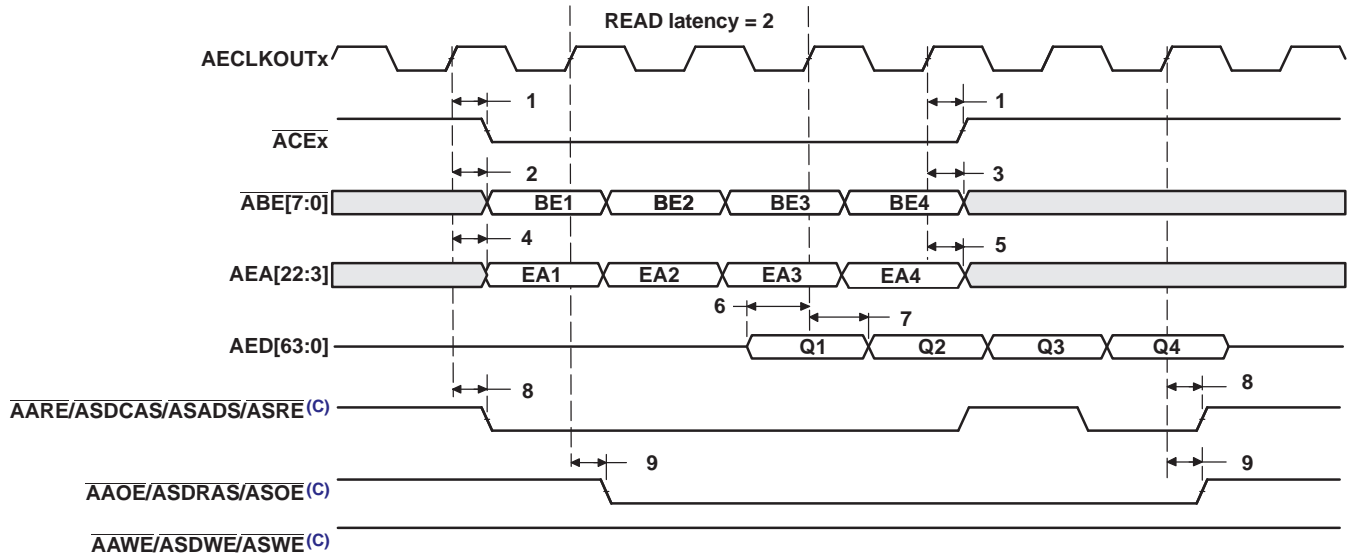 READ latency = 2
AECLKOUTx
1 1
ACEx
2 3
ABE[7:0] BE1 BE2 BE3 BE4
4 5
AEA[22:3] EA1 EA2 EA3 EA4
6 7
AED[63:0] Q1 Q2 Q3 Q4
8 8
AARE/ASDCAS/ASADS/ASRE(C)
9 9
AAOE/ASDRAS/ASOE(C)
AAWE/ASDWE/ASWE(C)